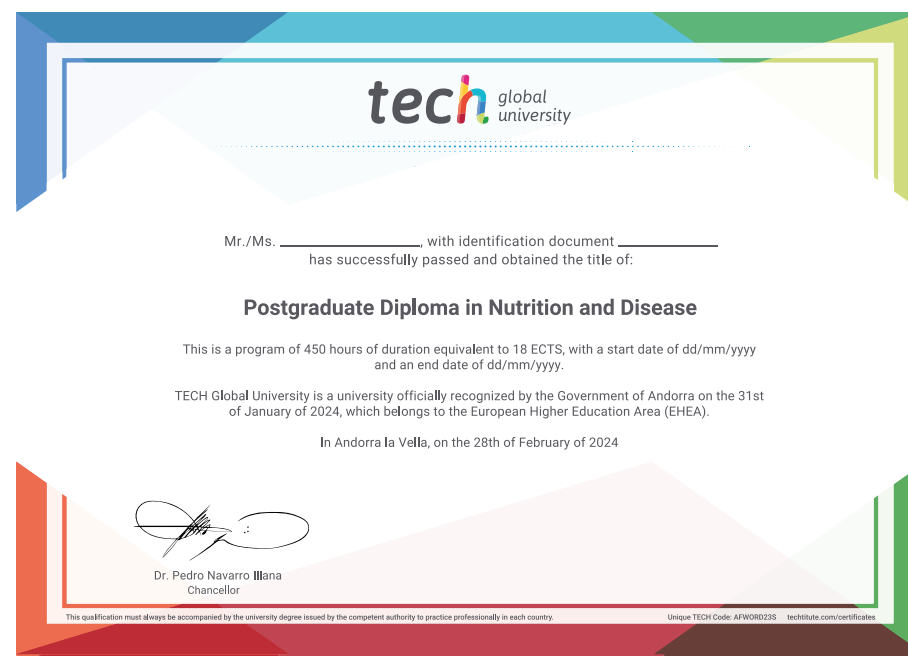 tech global university
Mr./Ms. ____________, with identification document ____________
has successfully passed and obtained the title of:
Postgraduate Diploma in Nutrition and Disease
This is a program of 450 hours of duration equivalent to 18 ECTS, with a start date of dd/mm/yyyy
and an end date of dd/mm/yyyy.
TECH Global University is a university officially recognized by the Government of Andorra on the 31st
of January of 2024, which belongs to the European Higher Education Area (EHEA).
In Andorra la Vella, on the 28th of February of 2024
Dr. Pedro Navarro Illana
Chancellor
This qualification must always be accompanied by the university degree issued by the competent authority to practice professionally in each country.
Unique TECH Code: AFWORD23S techtitute.com/certificates